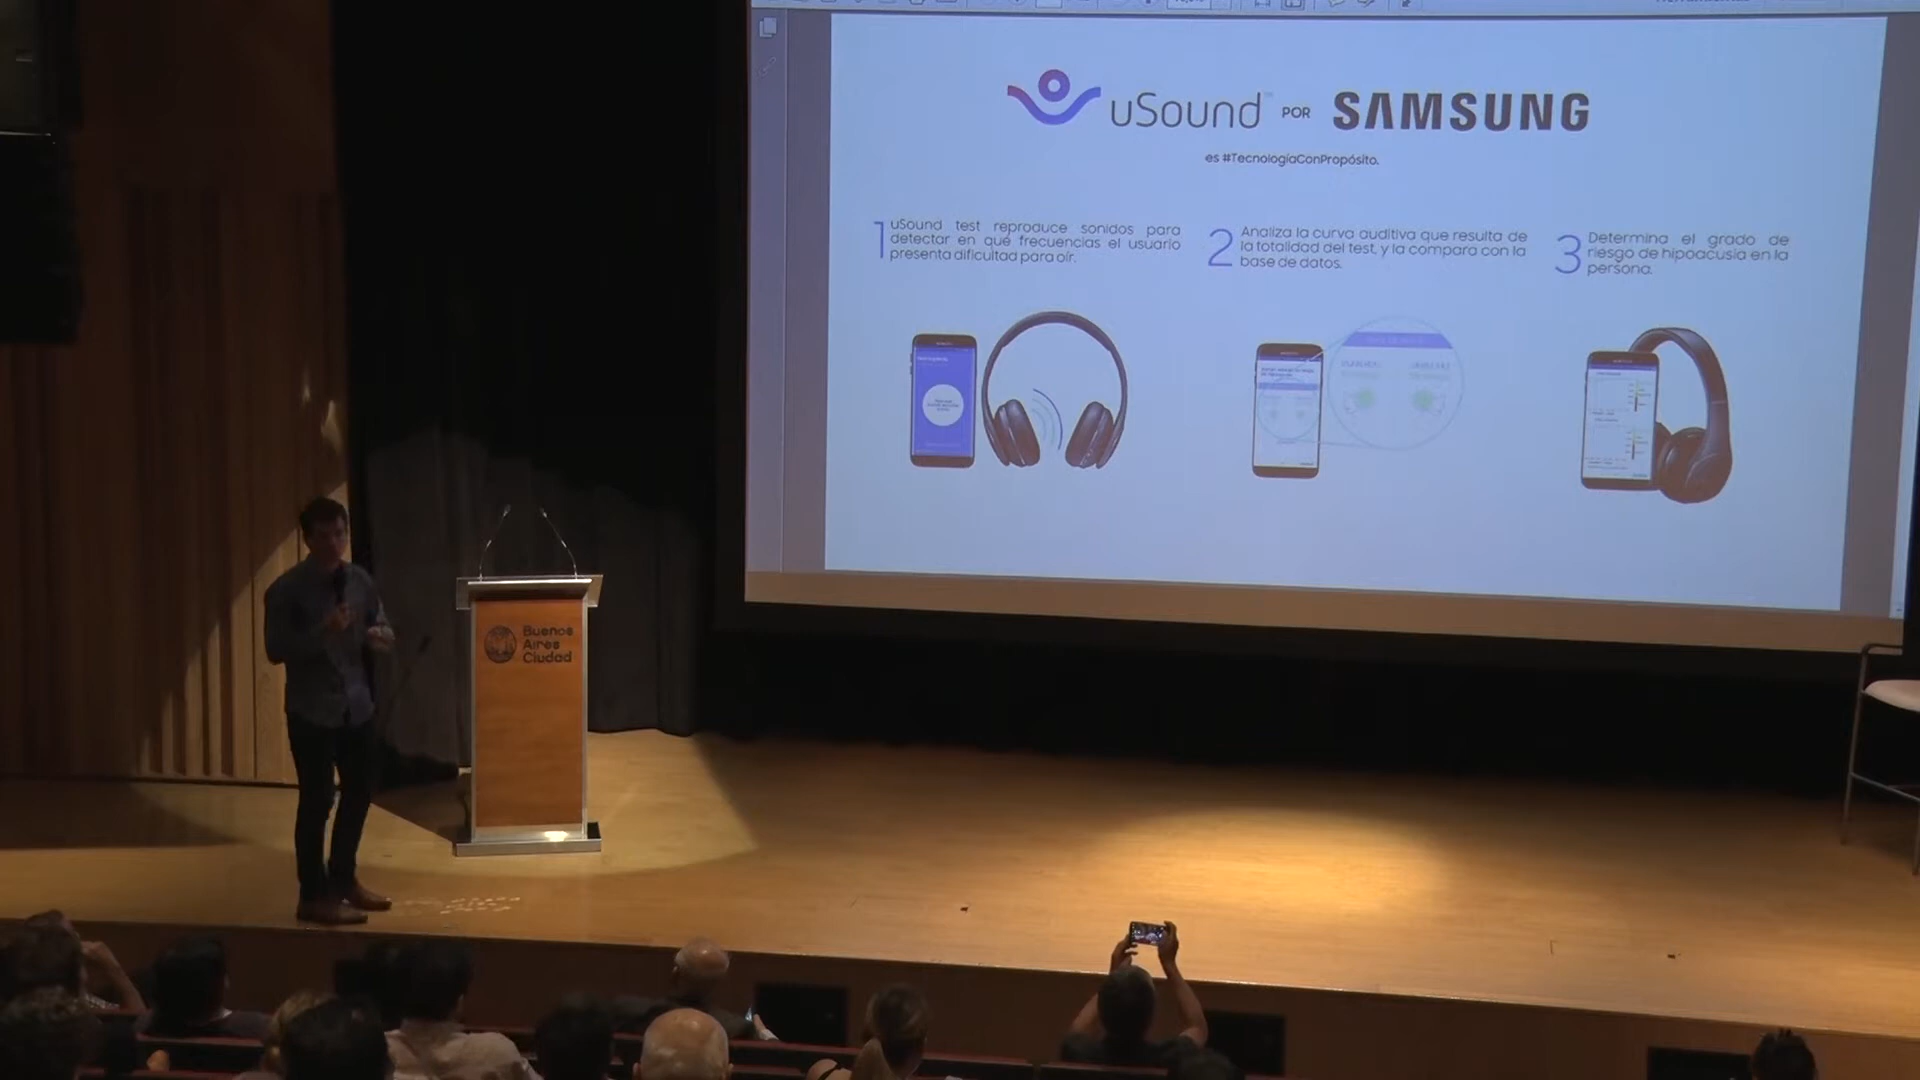 uSound™ POR SAMSUNG
es #TecnologíaConPropósito.
1 uSound test reproduce sonidos para
detectar en qué frecuencias el usuario
presenta dificultad para oír.
2 Analiza la curva auditiva que resulta de
la totalidad del test, y la compara con la
base de datos.
3 Determina el grado de
riesgo de hipoacusia en la
persona.
Buenos
Aires
Ciudad